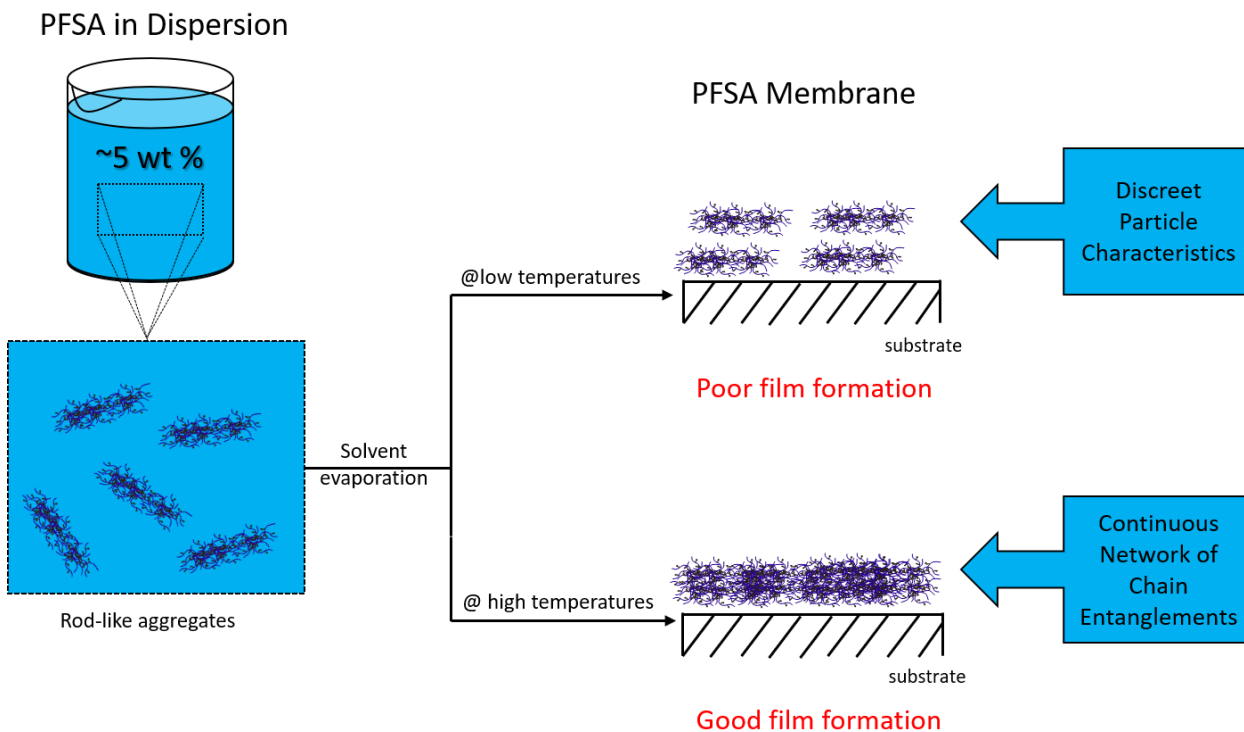 PFSA in Dispersion
~5 wt %
Rod-like aggregates
Solvent
evaporation
@low temperatures
@ high temperatures
PFSA Membrane
substrate
Poor film formation
Discreet
Particle
Characteristics
substrate
Good film formation
Continuous
Network of
Chain
Entanglements